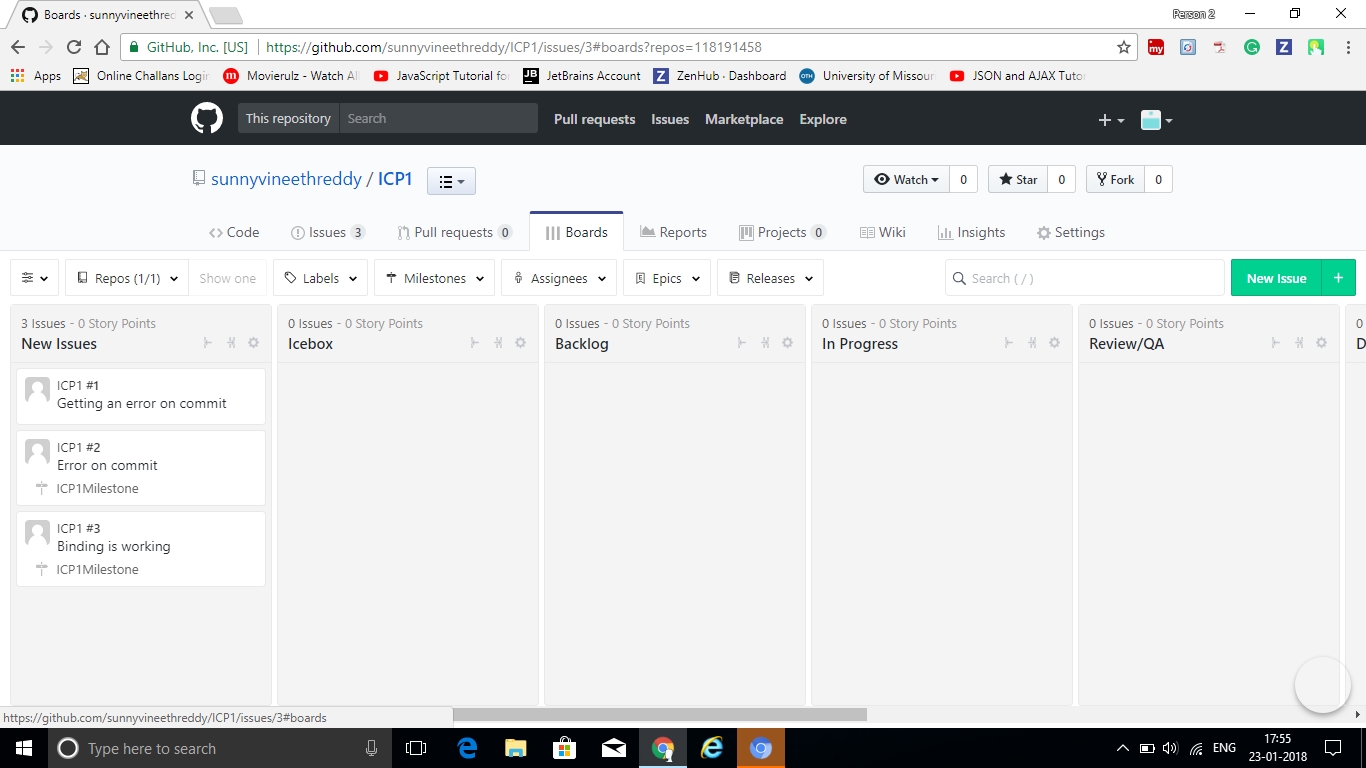 Boards · sunnyvineethred
Person 2
GitHub, Inc. [US]
https://github.com/sunnyvineethreddy/ICP1/issues/3#boards?repos=118191458
my
Apps
Online Challans Login
m
Movierulz - Watch All
JavaScript Tutorial fo
JB
JetBrains Account
Z
ZenHub · Dashboard
OTN
University of Missour
JSON and AJAX Tuto
This repository
Search
Pull requests
Issues
Marketplace
Explore
sunnyvineethreddy / ICP1
Watch
0
Star
0
Fork
0
Code
Issues 3
Pull requests 0
Boards
Reports
Projects 0
Wiki
Insights
Settings
Repos (1/1)
Show one
Labels
Milestones
Assignees
Epics
Releases
Search ( / )
New Issue
+
3 Issues - 0 Story Points
New Issues
0 Issues - 0 Story Points
Icebox
0 Issues - 0 Story Points
Backlog
0 Issues - 0 Story Points
In Progress
0 Issues - 0 Story Points
Review/QA
0
D
ICP1 #1
Getting an error on commit
ICP1 #2
Error on commit
ICP1Milestone
ICP1 #3
Binding is working
ICP1Milestone
https://github.com/sunnyvineethreddy/ICP1/issues/3#boards
Type here to search
ENG
17:55
23-01-2018